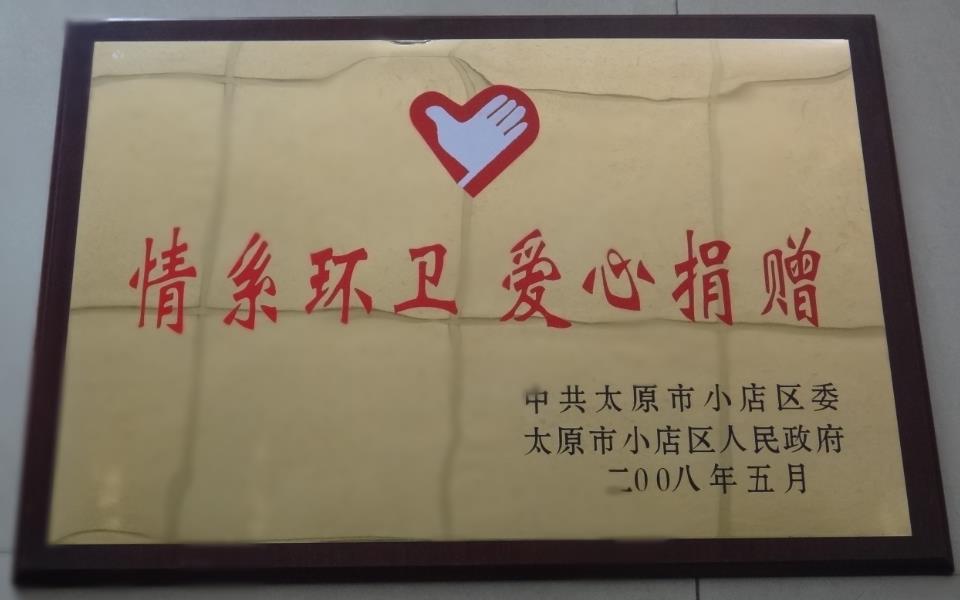 情系环卫 爱心捐赠
中共太原市小店区委
太原市小店区人民政府
二00八年五月